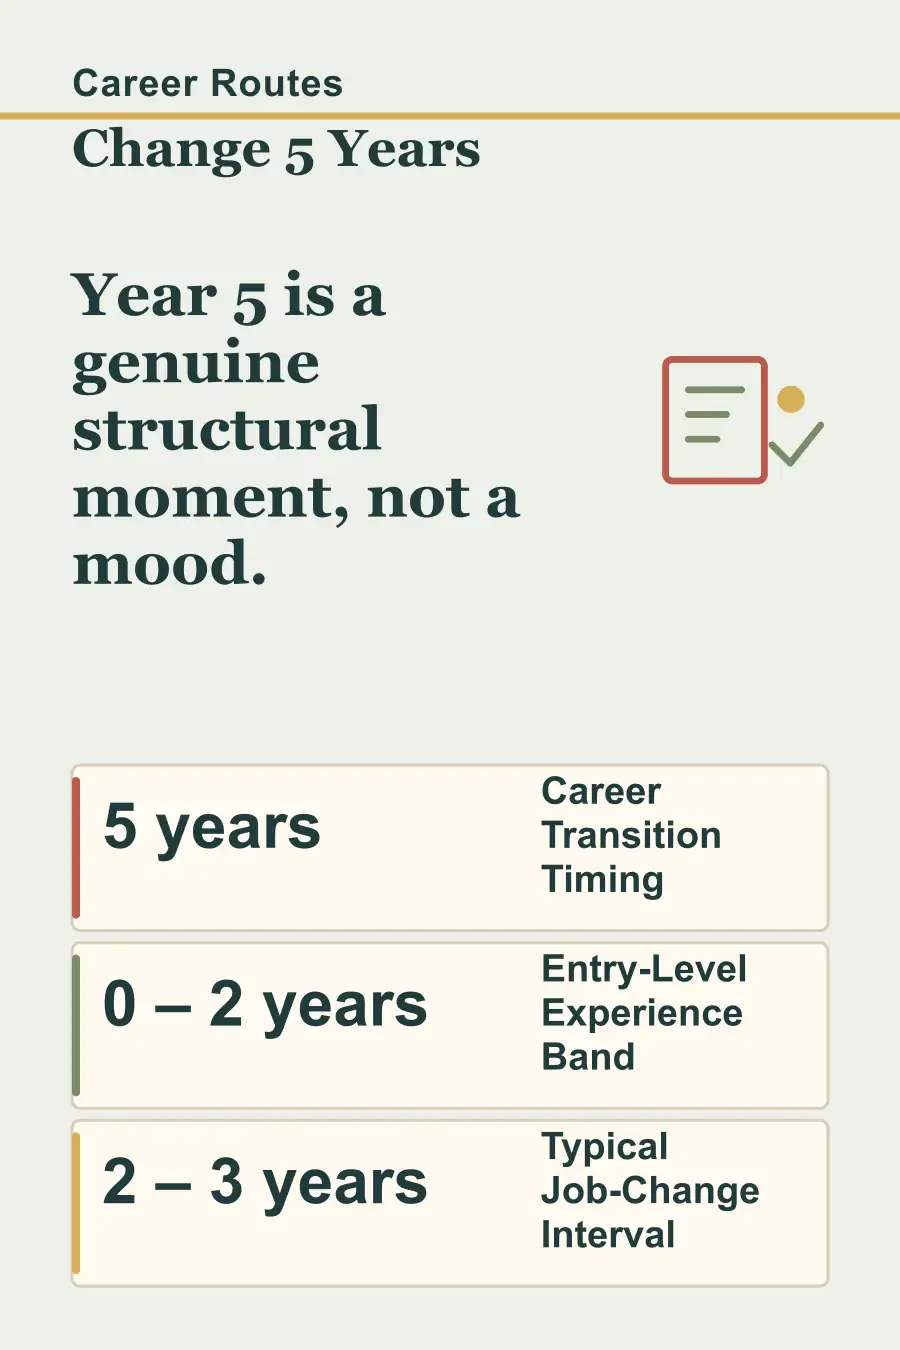 Career Routes
Change 5 Years
Year 5 is a
genuine
structural
moment, not a
mood.
5 years
Career
Transition
Timing
0 – 2 years
Entry-Level
Experience
Band
2 – 3 years
Typical
Job-Change
Interval